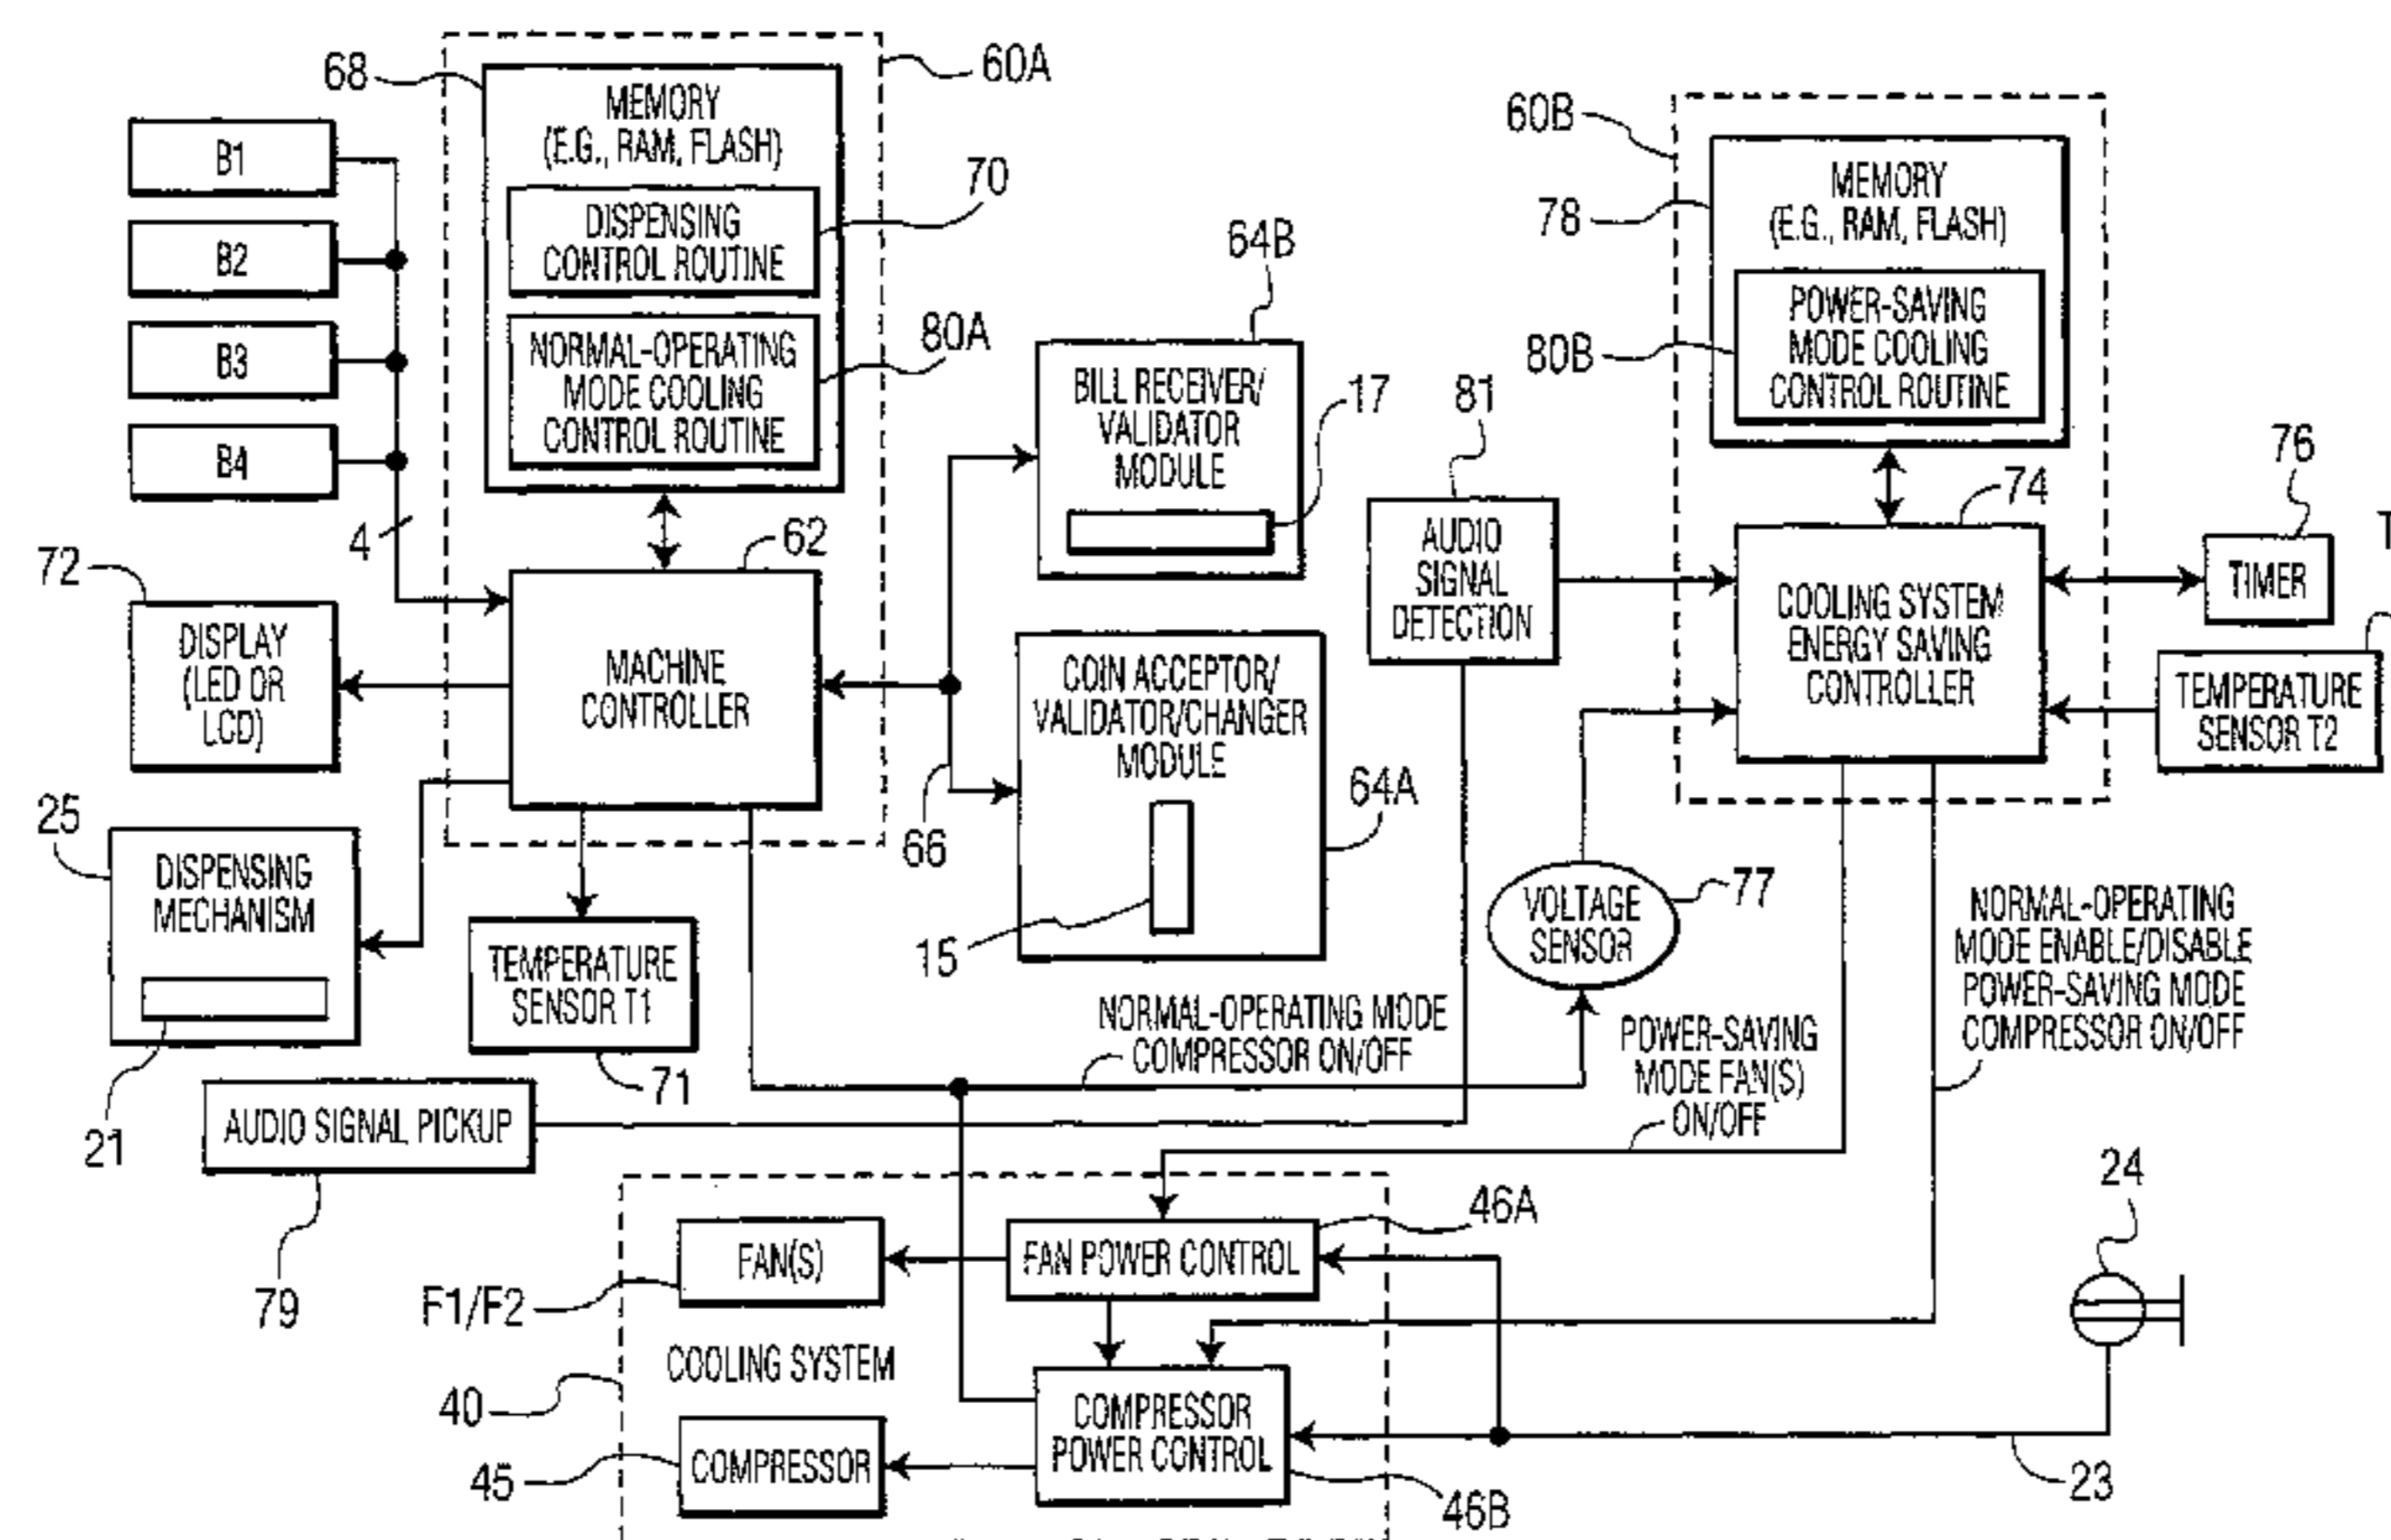 68
60A
MEMORY
(E.G., RAM, FLASH)
70
DISPENSING
CONTROL ROUTINE
NORMAL-OPERATING
MODE COOLING
CONTROL ROUTINE
80A
B1
B2
B3
B4
4
62
MACHINE
CONTROLLER
72
DISPLAY
(LED OR
LCD)
25
DISPENSING
MECHANISM
21
TEMPERATURE
SENSOR T1
71
AUDIO SIGNAL PICKUP
79
64B
BILL RECEIVER/
VALIDATOR
MODULE
17
COIN ACCEPTOR/
VALIDATOR/CHANGER
MODULE
64A
66
15
81
AUDIO
SIGNAL
DETECTION
60B
78
MEMORY
(E.G., RAM, FLASH)
80B
POWER-SAVING
MODE COOLING
CONTROL ROUTINE
74
76
COOLING SYSTEM
ENERGY SAVING
CONTROLLER
TIMER
T
TEMPERATURE
SENSOR T2
VOLTAGE
SENSOR
77
NORMAL-OPERATING MODE
COMPRESSOR ON/OFF
POWER-SAVING
MODE FAN(S)
ON/OFF
NORMAL-OPERATING
MODE ENABLE/DISABLE
POWER-SAVING MODE
COMPRESSOR ON/OFF
24
23
46A
FAN(S)
FAN POWER CONTROL
F1/F2
COOLING SYSTEM
40
COMPRESSOR
POWER CONTROL
COMPRESSOR
45
46B